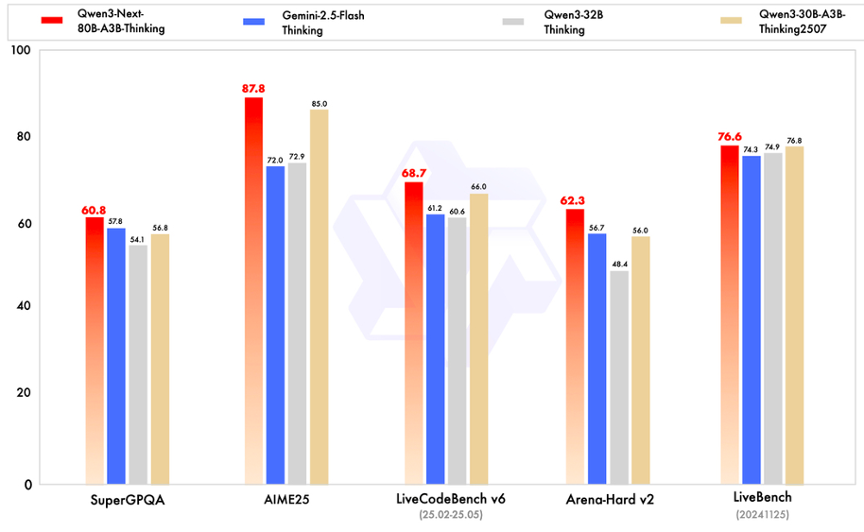 Qwen3-Next-
80B-A3B-Thinking
Gemini-2.5-Flash
Thinking
Qwen3-32B
Thinking
Qwen3-30B-A3B-
Thinking2507
100
80
60
40
20
0
60.8
57.8
54.1
56.8
87.8
72.0
72.9
85.0
68.7
61.2
60.6
66.0
62.3
56.7
48.4
56.0
76.6
74.3
74.9
76.8
SuperGPQA
AIME25
LiveCodeBench v6
(25.02-25.05)
Arena-Hard v2
LiveBench
(20241125)